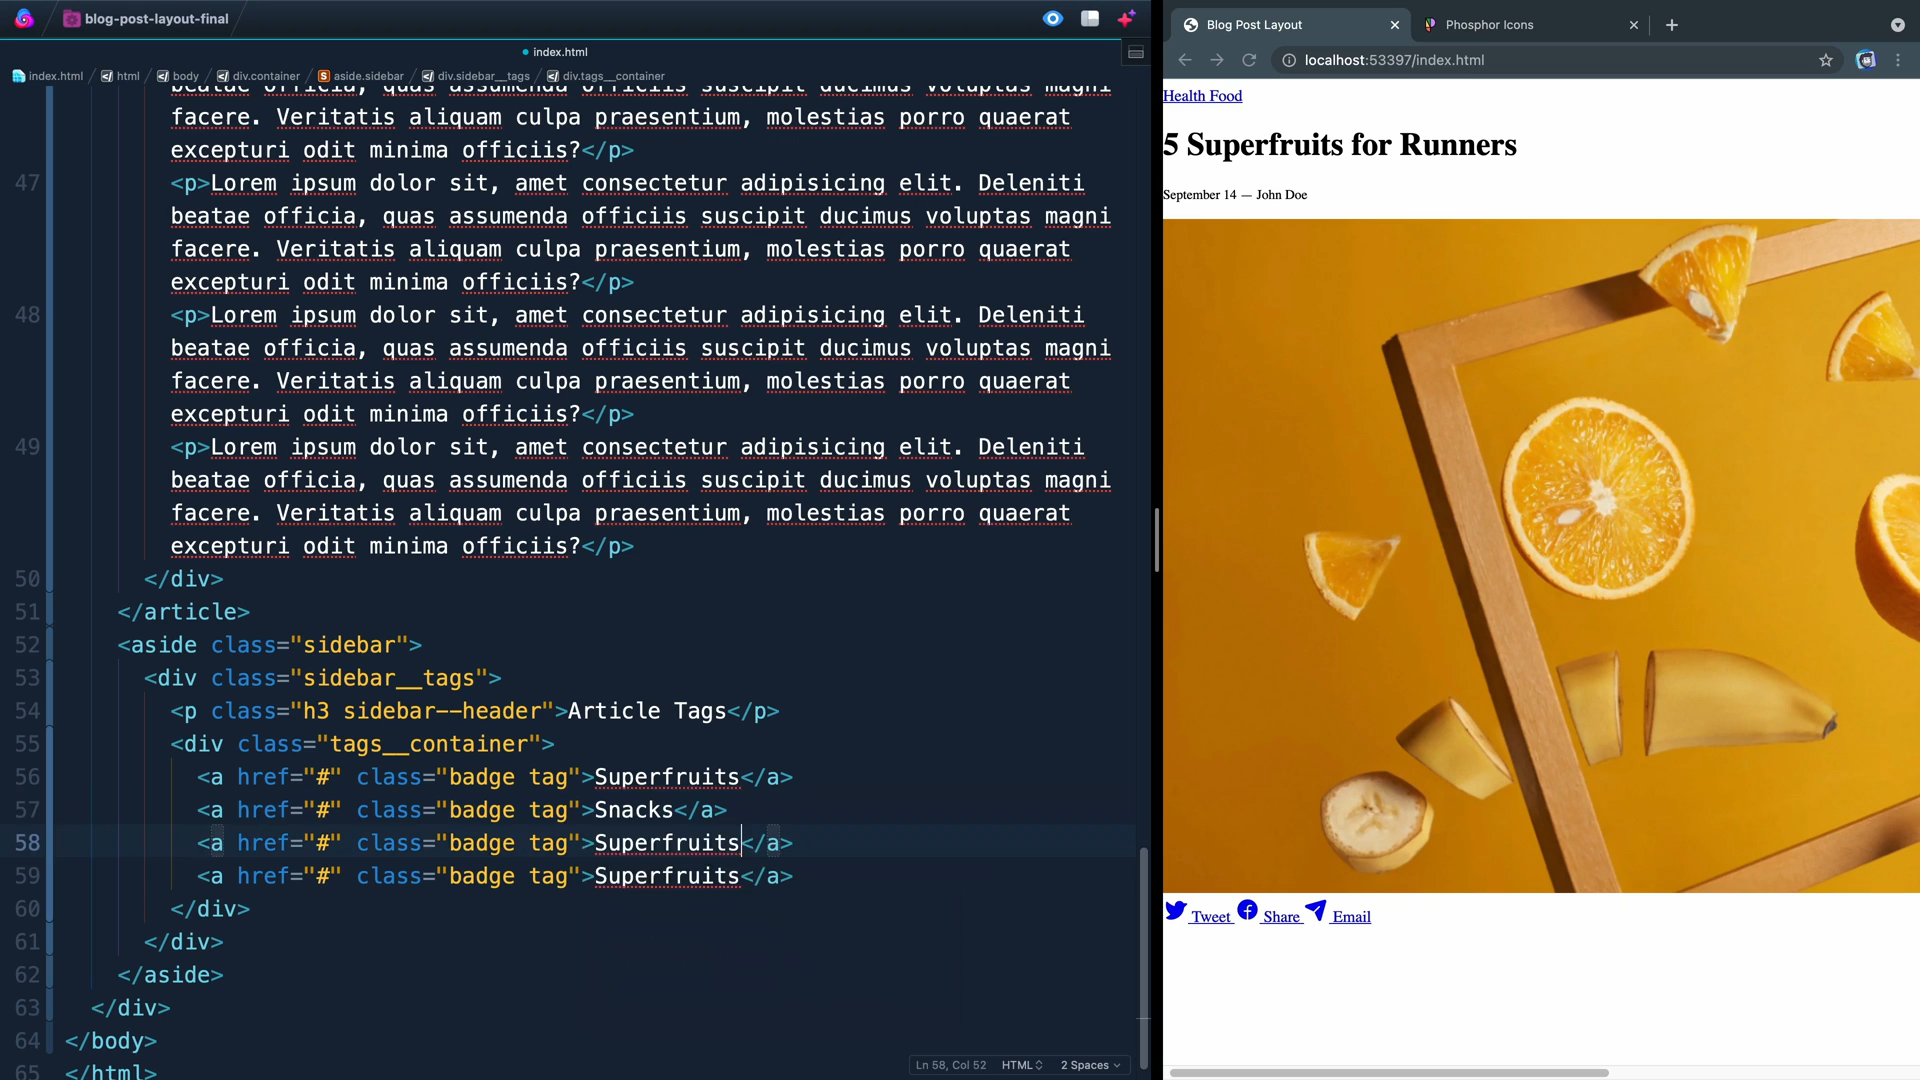 blog-post-layout-final
index.html
index.html / html / body / div.container / aside.sidebar / div.sidebar__tags / div.tags__container
beatae officia, quas assumenda officiis suscipit ducimus voluptas magni
facere. Veritatis aliquam culpa praesentium, molestias porro quaerat
excepturi odit minima officiis?</p>
47 <p>Lorem ipsum dolor sit, amet consectetur adipisicing elit. Deleniti
beatae officia, quas assumenda officiis suscipit ducimus voluptas magni
facere. Veritatis aliquam culpa praesentium, molestias porro quaerat
excepturi odit minima officiis?</p>
48 <p>Lorem ipsum dolor sit, amet consectetur adipisicing elit. Deleniti
beatae officia, quas assumenda officiis suscipit ducimus voluptas magni
facere. Veritatis aliquam culpa praesentium, molestias porro quaerat
excepturi odit minima officiis?</p>
49 <p>Lorem ipsum dolor sit, amet consectetur adipisicing elit. Deleniti
beatae officia, quas assumenda officiis suscipit ducimus voluptas magni
facere. Veritatis aliquam culpa praesentium, molestias porro quaerat
excepturi odit minima officiis?</p>
50 </div>
51 </article>
52 <aside class="sidebar">
53 <div class="sidebar__tags">
54 <p class="h3 sidebar--header">Article Tags</p>
55 <div class="tags__container">
56 <a href="#" class="badge tag">Superfruits</a>
57 <a href="#" class="badge tag">Snacks</a>
58 <a href="#" class="badge tag">Superfruits</a>
59 <a href="#" class="badge tag">Superfruits</a>
60 </div>
61 </div>
62 </aside>
63 </div>
64 </body>
65 </html>
Ln 58, Col 52 HTML 2 Spaces
Blog Post Layout
Phosphor Icons
localhost:53397/index.html
Health Food
5 Superfruits for Runners
September 14 — John Doe
Tweet Share Email